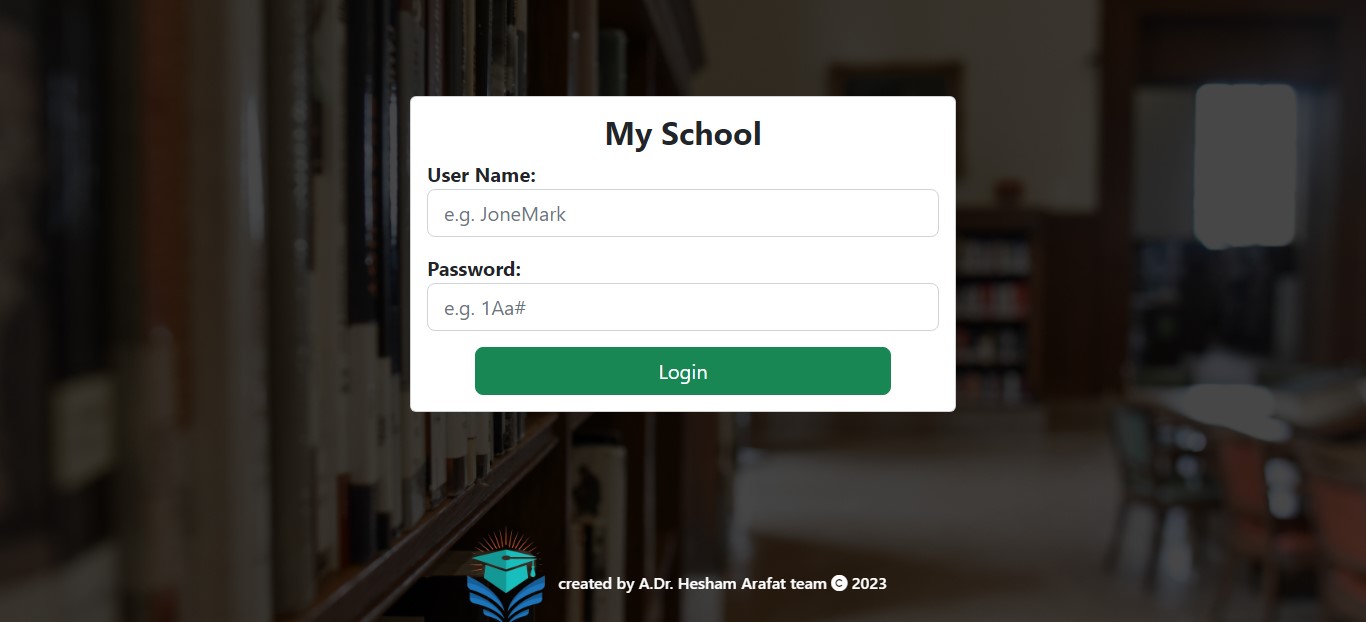 My School
User Name:
e.g. JoneMark
Password:
e.g. 1Aa#
Login
created by A.Dr. Hesham Arafat team © 2023